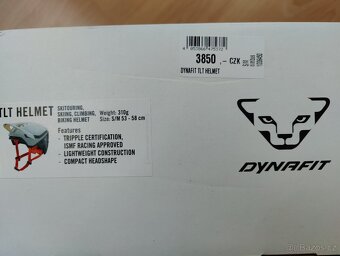 3850 ,- CZK
DYNAFIT TLT HELMET
TLT HELMET
SKITOURING,
SKIING, CLIMBING,
BIKING HELMET
Weight: 310g
Size: S/M 53 - 58 cm
Features
- TRIPPLE CERTIFICATION,
ISMF RACING APPROVED
- LIGHTWEIGHT CONSTRUCTION
- COMPACT HEADSHAPE
DYNAFIT